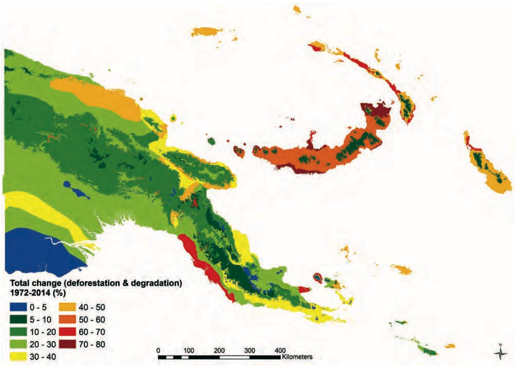 Total change (deforestation & degradation)
1972-2014 (%)
0 - 5
5 - 10
10 - 20
20 - 30
30 - 40
40 - 50
50 - 60
60 - 70
70 - 80
0 100 200 300 400
Kilometers